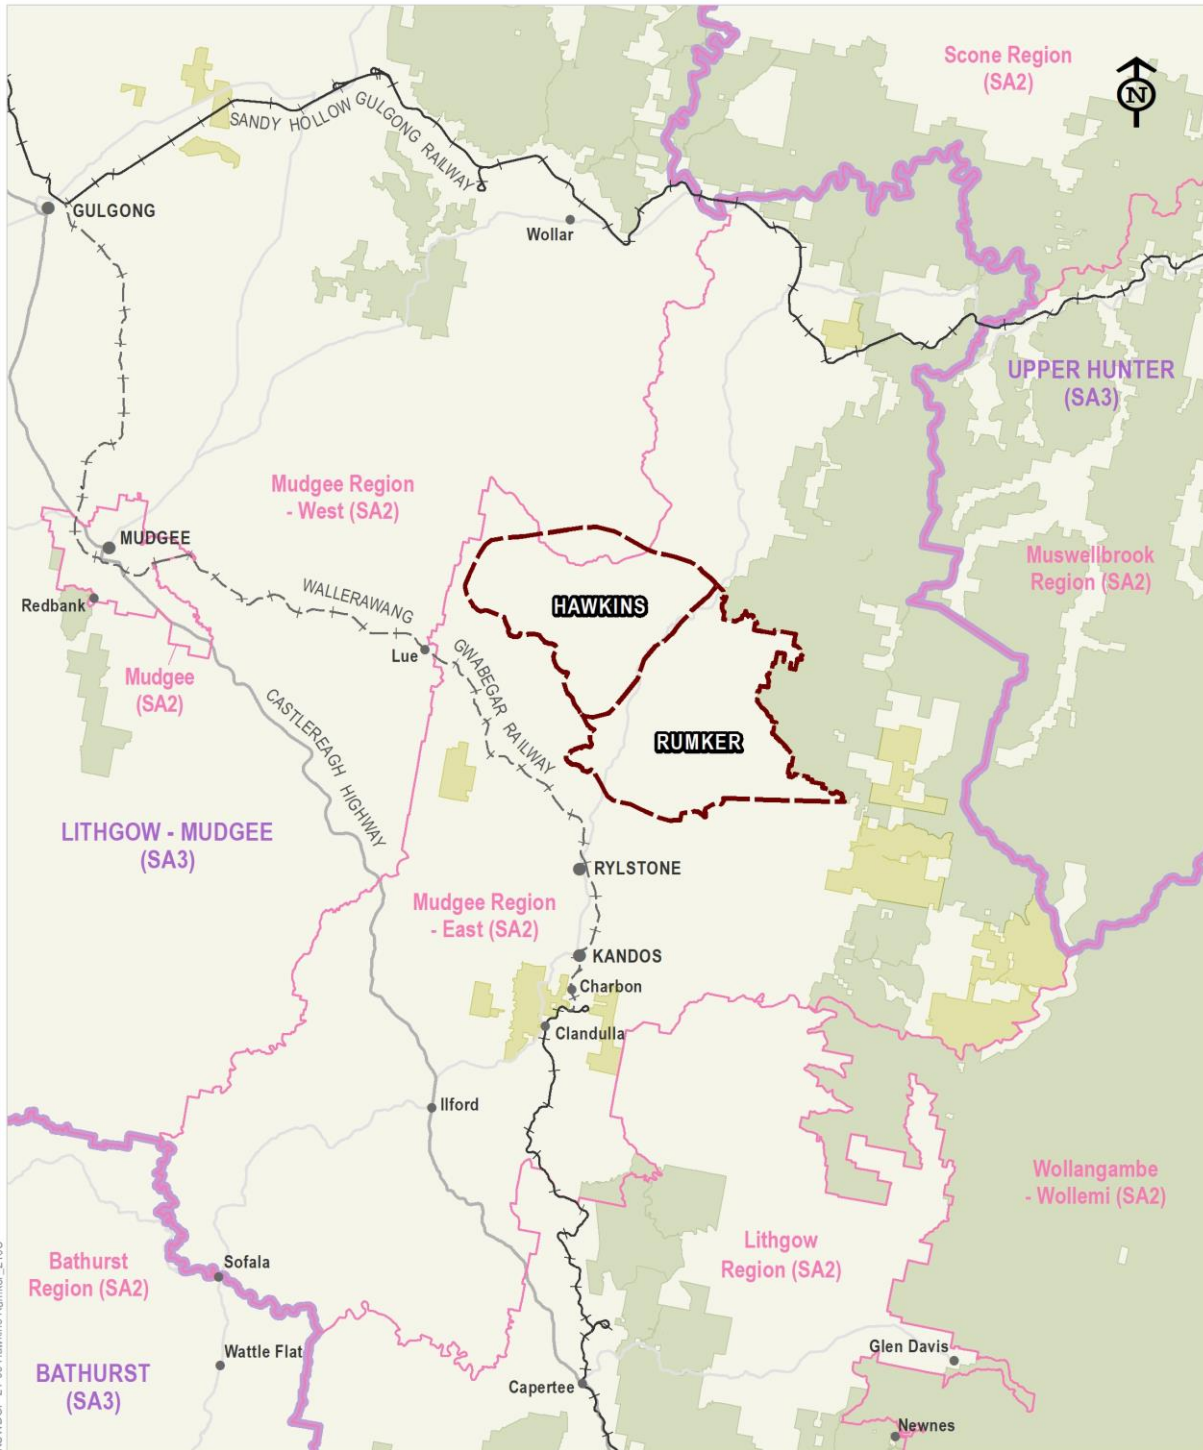 Scone Region
(SA2)
N
SANDY HOLLOW GULGONG RAILWAY
GULGONG
Wollar
UPPER HUNTER
(SA3)
Mudgee Region
- West (SA2)
MUDGEE
Muswellbrook
Region (SA2)
Redbank
WALLERAWANG
HAWKINS
Lue
GWABEGAR RAILWAY
Mudgee
(SA2)
CASTLEREAGH HIGHWAY
RUMKER
LITHGOW - MUDGEE
(SA3)
RYLSTONE
Mudgee Region
- East (SA2)
KANDOS
Charbon
Clandulla
Ilford
Wollangambe
- Wollemi (SA2)
Lithgow
Region (SA2)
Bathurst
Region (SA2)
Sofala
Wattle Flat
Glen Davis
BATHURST
(SA3)
Capertee
Newnes